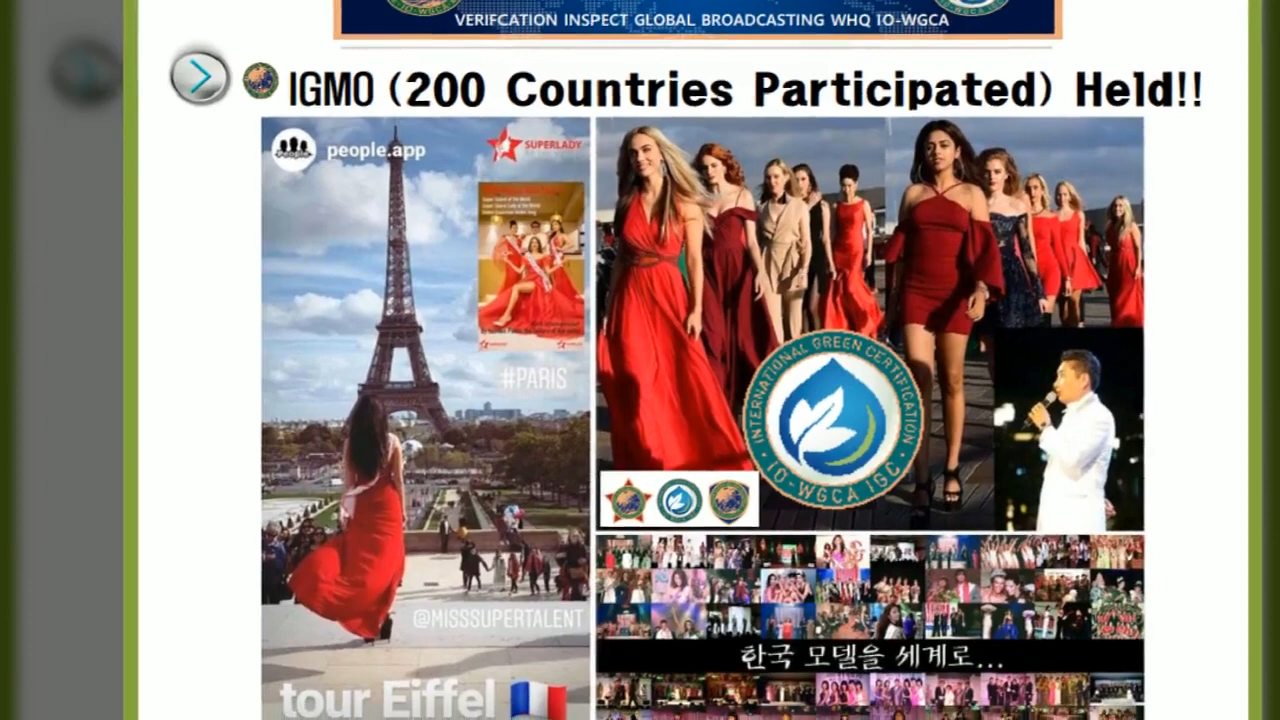 VERIFCATION INSPECT GLOBAL BROADCASTING WHQ IO-WGCA
IGMO (200 Countries Participated) Held!!
people.app
SUPERLADY
#PARIS
@MISSSUPERTALENT
tour Eiffel
INTERNATIONAL GREEN CERTIFICATION
IO-WGCA IGC
한국 모델을 세계로...